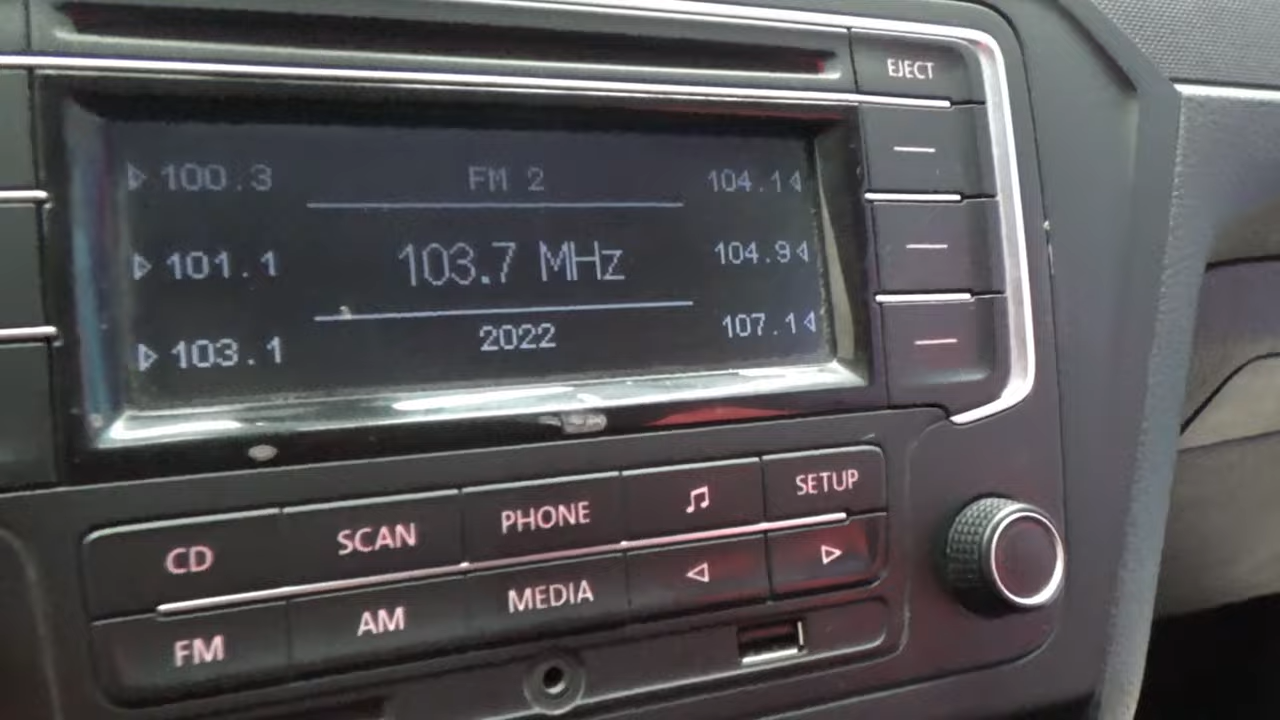 EJECT
100.3 FM 2 104.1
101.1 103.7 MHz 104.9
103.1 2022 107.1
CD SCAN PHONE SETUP
FM AM MEDIA